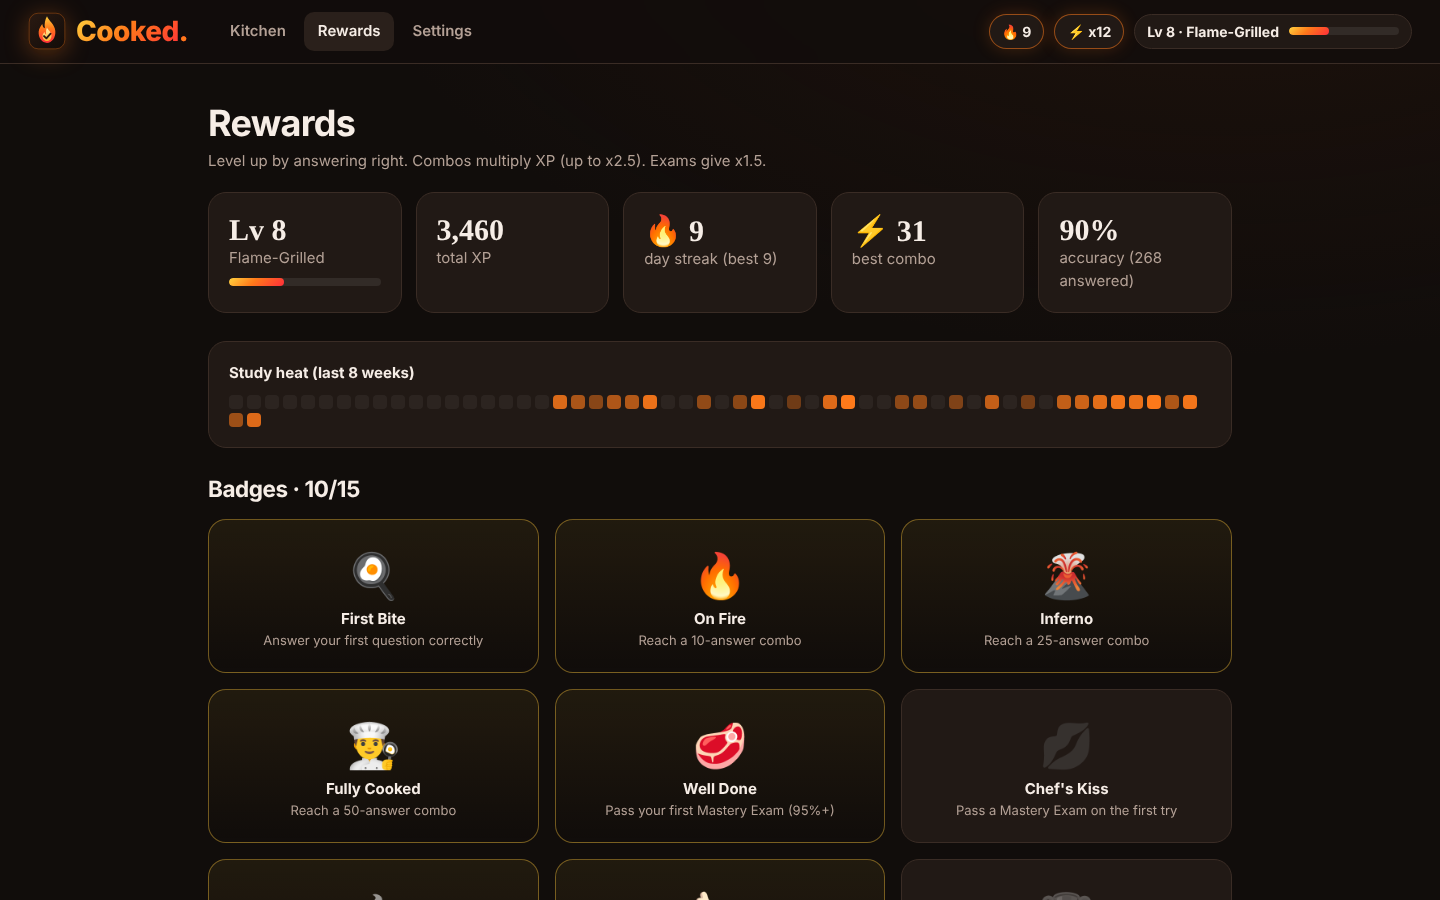 Cooked.
Kitchen
Rewards
Settings
🔥 9
⚡ x12
Lv 8 · Flame-Grilled
Rewards
Level up by answering right. Combos multiply XP (up to x2.5). Exams give x1.5.
Lv 8
Flame-Grilled
3,460
total XP
🔥 9
day streak (best 9)
⚡ 31
best combo
90%
accuracy (268
answered)
Study heat (last 8 weeks)
Badges · 10/15
First Bite
Answer your first question correctly
On Fire
Reach a 10-answer combo
Inferno
Reach a 25-answer combo
Fully Cooked
Reach a 50-answer combo
Well Done
Pass your first Mastery Exam (95%+)
Chef's Kiss
Pass a Mastery Exam on the first try